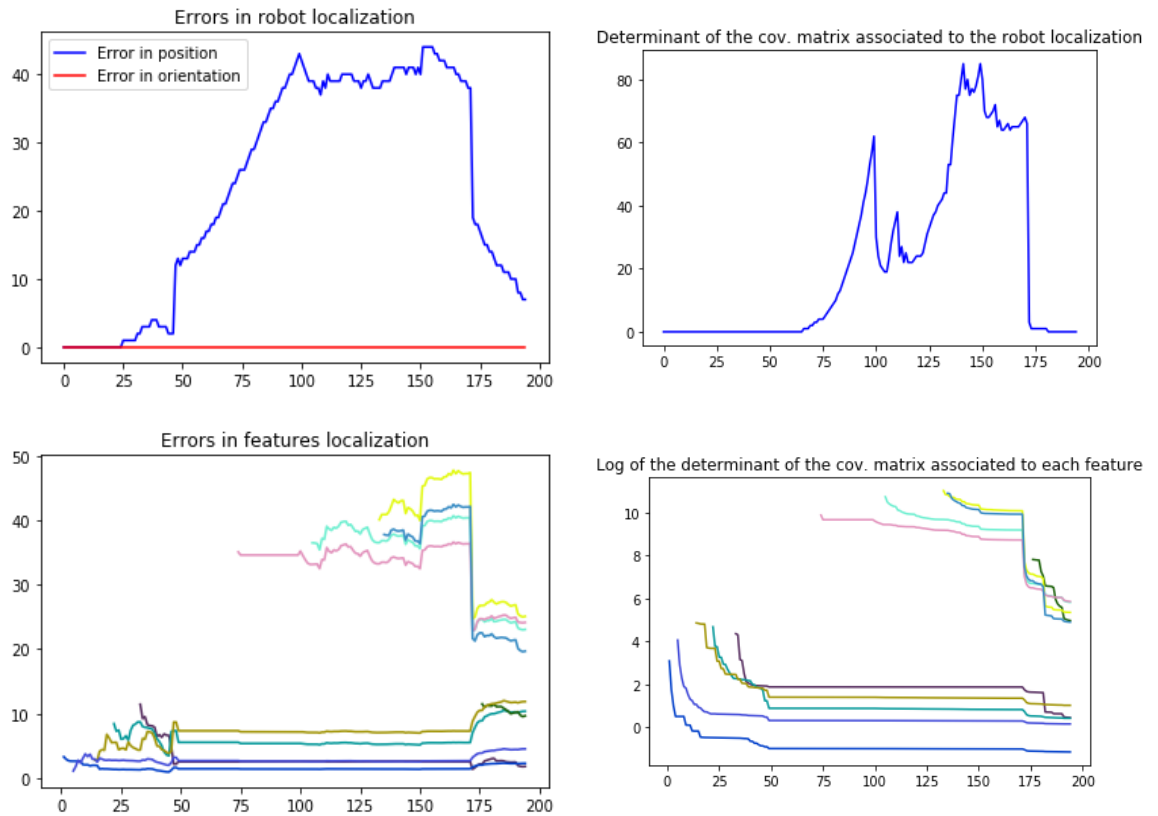 Errors in robot localization
Error in position
Error in orientation
40
30
20
10
0
0 25 50 75 100 125 150 175 200
Determinant of the cov. matrix associated to the robot localization
80
60
40
20
0
0 25 50 75 100 125 150 175 200
Errors in features localization
50
40
30
20
10
0
0 25 50 75 100 125 150 175 200
Log of the determinant of the cov. matrix associated to each feature
10
8
6
4
2
0
0 25 50 75 100 125 150 175 200